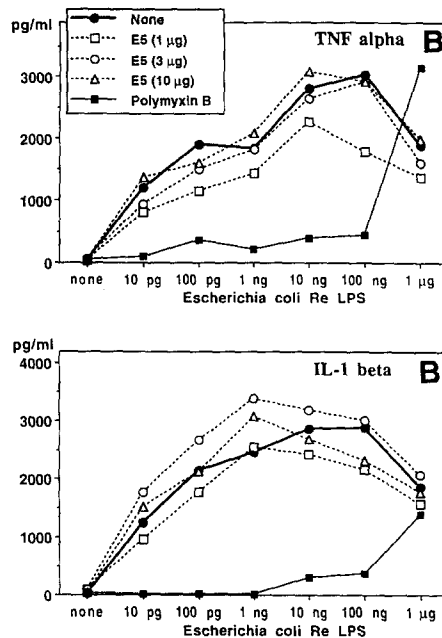 pg/ml
None
E5 (1 µg)
E5 (3 µg)
E5 (10 µg)
Polymyxin B
TNF alpha
B
3000
2000
1000
0
none
10 pg
100 pg
1 ng
10 ng
100 ng
1 µg
Escherichia coli Re LPS
pg/ml
IL-1 beta
B
4000
3000
2000
1000
0
none
10 pg
100 pg
1 ng
10 ng
100 ng
1 µg
Escherichia coli Re LPS